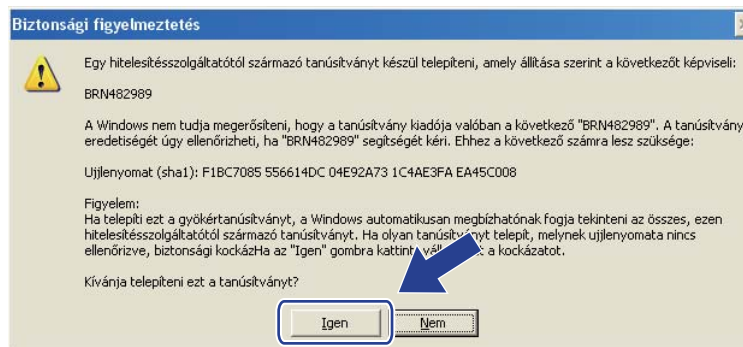 Biztonsági figyelmeztetés
Egy hitelesítésszolgáltatótól származó tanúsítványt készül telepíteni, amely állítása szerint a következőt képviseli:
BRN482989
A Windows nem tudja megerősíteni, hogy a tanúsítvány kiadója valóban a következő "BRN482989". A tanúsítvány
eredetiségét úgy ellenőrizheti, ha "BRN482989" segítségét kéri. Ehhez a következő számra lesz szüksége:
Ujjlenyomat (sha1): F1BC7085 556614DC 04E92A73 1C4AE3FA EA45C008
Figyelem:
Ha telepíti ezt a gyökértanúsítványt, a Windows automatikusan megbízhatónak fogja tekinteni az összes, ezen
hitelesítésszolgáltatótól származó tanúsítványt. Ha olyan tanúsítványt telepít, melynek ujjlenyomata nincs
ellenőrizve, biztonsági kockázHa az "Igen" gombra kattint, a kockázatot.
Kívánja telepíteni ezt a tanúsítványt?
Igen
Nem